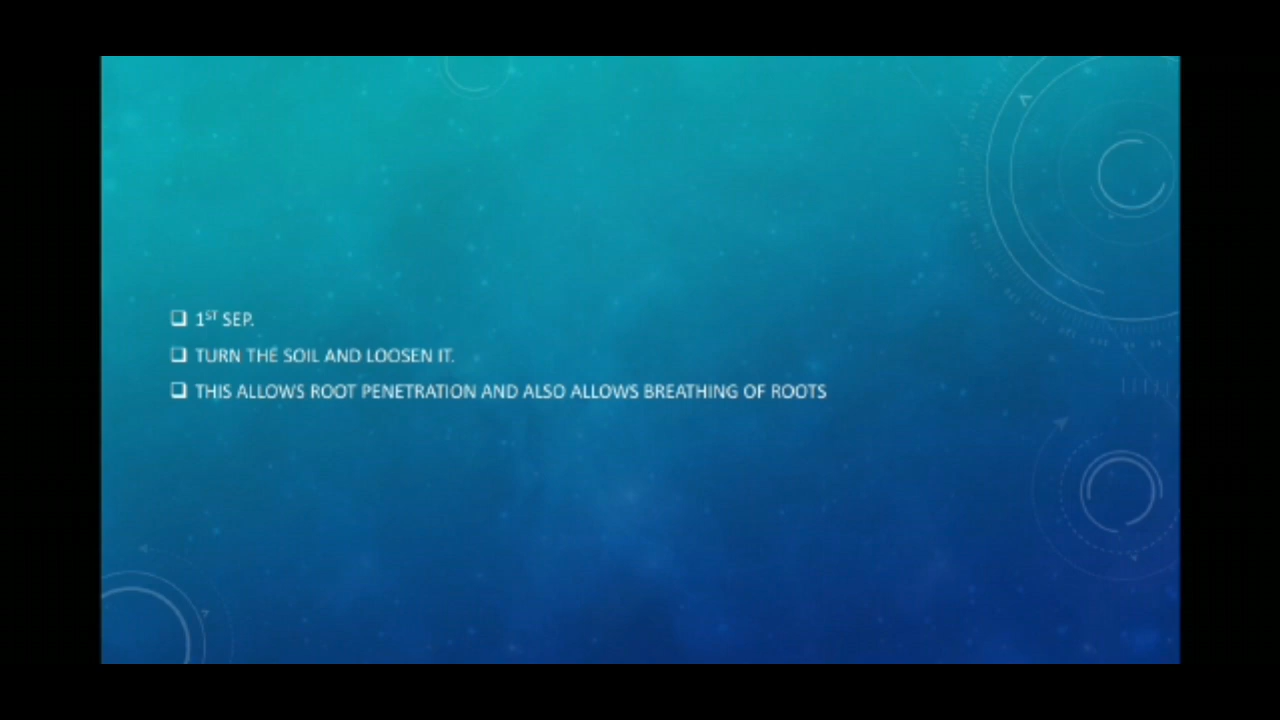 ❑ 1ST SEP.
❑ TURN THE SOIL AND LOOSEN IT.
❑ THIS ALLOWS ROOT PENETRATION AND ALSO ALLOWS BREATHING OF ROOTS